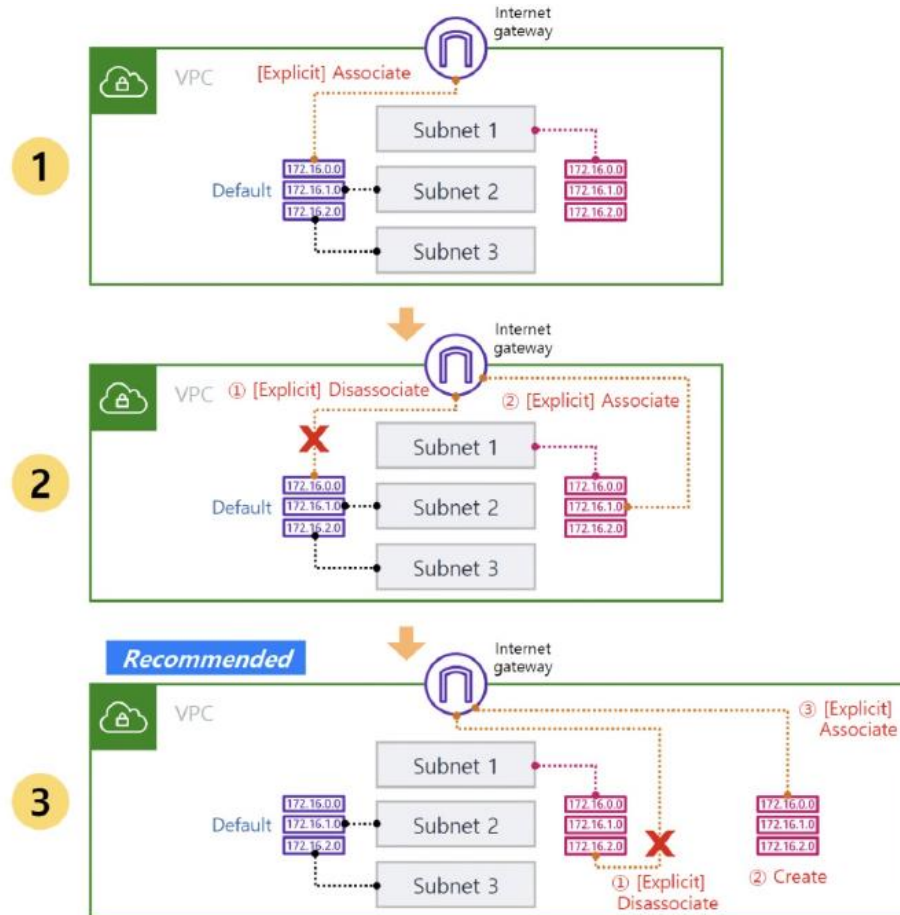 Internet
gateway
VPC
[Explicit] Associate
1
Subnet 1
172.16.0.0
172.16.1.0
172.16.2.0
Default
Subnet 2
172.16.0.0
172.16.1.0
172.16.2.0
Subnet 3
Internet
gateway
VPC
① [Explicit] Disassociate
② [Explicit] Associate
2
Subnet 1
172.16.0.0
172.16.1.0
172.16.2.0
Default
Subnet 2
172.16.0.0
172.16.1.0
172.16.2.0
Subnet 3
Recommended
Internet
gateway
VPC
③ [Explicit]
Associate
3
Subnet 1
172.16.0.0
172.16.1.0
172.16.2.0
Default
Subnet 2
172.16.0.0
172.16.1.0
172.16.2.0
172.16.0.0
172.16.1.0
172.16.2.0
Subnet 3
① [Explicit]
Disassociate
② Create